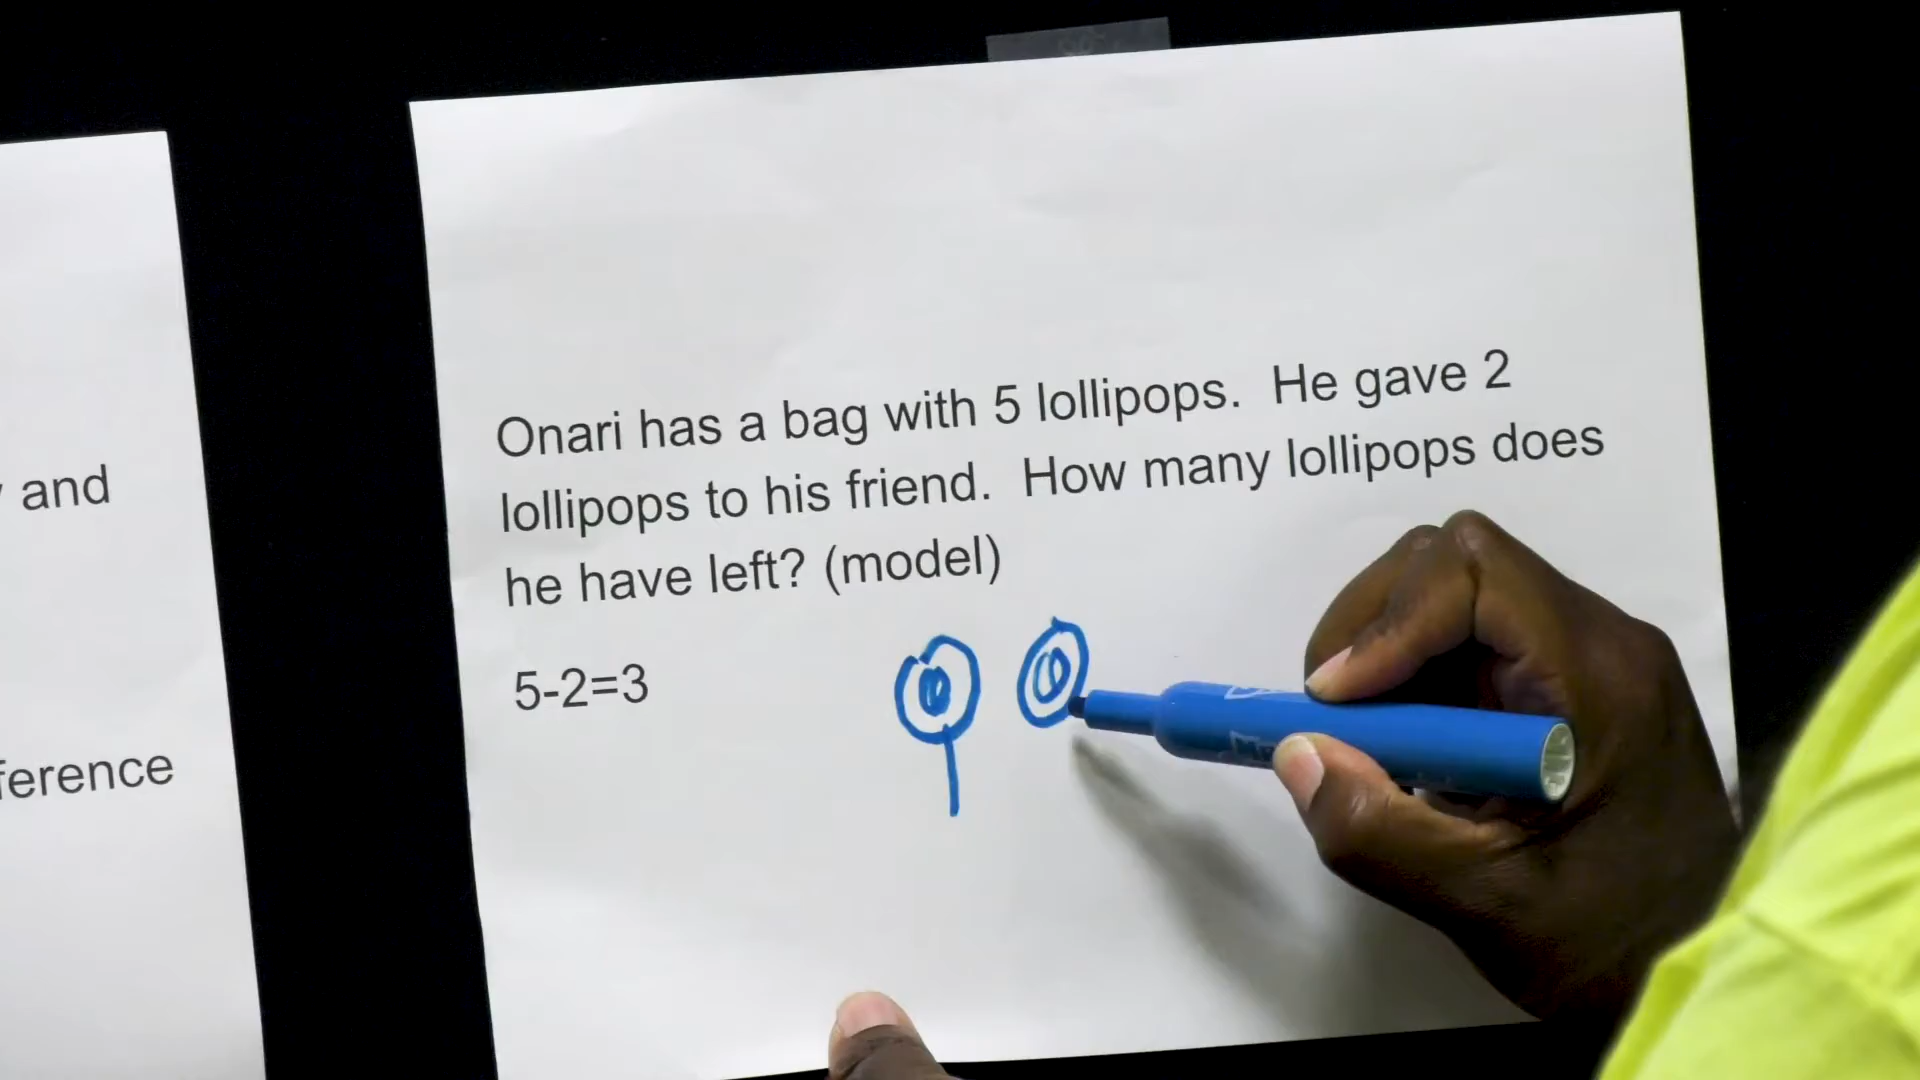 and
ference
Onari has a bag with 5 lollipops. He gave 2
lollipops to his friend. How many lollipops does
he have left? (model)
5-2=3